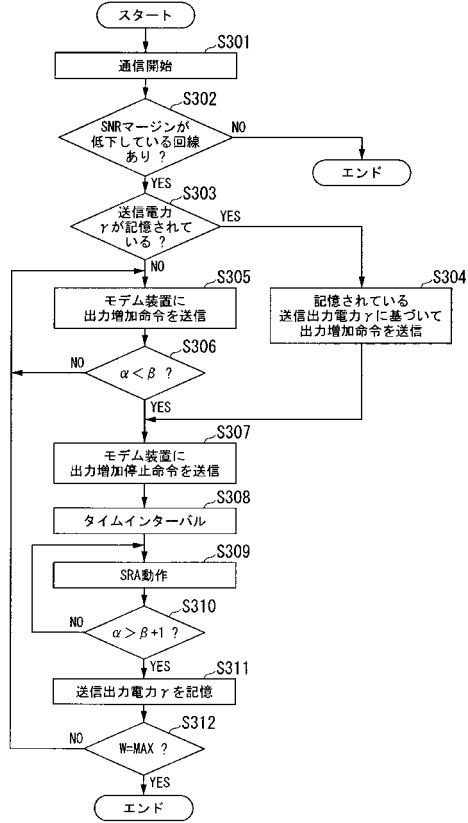 スタート
S301
通信開始
S302
SNRマージンが
低下している回線
あり ?
NO
エンド
YES
S303
送信電力
γが記憶されて
いる ?
YES
NO
S304
記憶されている
送信出力電力γに基づいて
出力増加命令を送信
S305
モデム装置に
出力増加命令を送信
S306
α<β ?
NO
YES
S307
モデム装置に
出力増加停止命令を送信
S308
タイムインターバル
S309
SRA動作
S310
α>β+1 ?
NO
YES
S311
送信出力電力γを記憶
S312
W=MAX ?
NO
YES
エンド